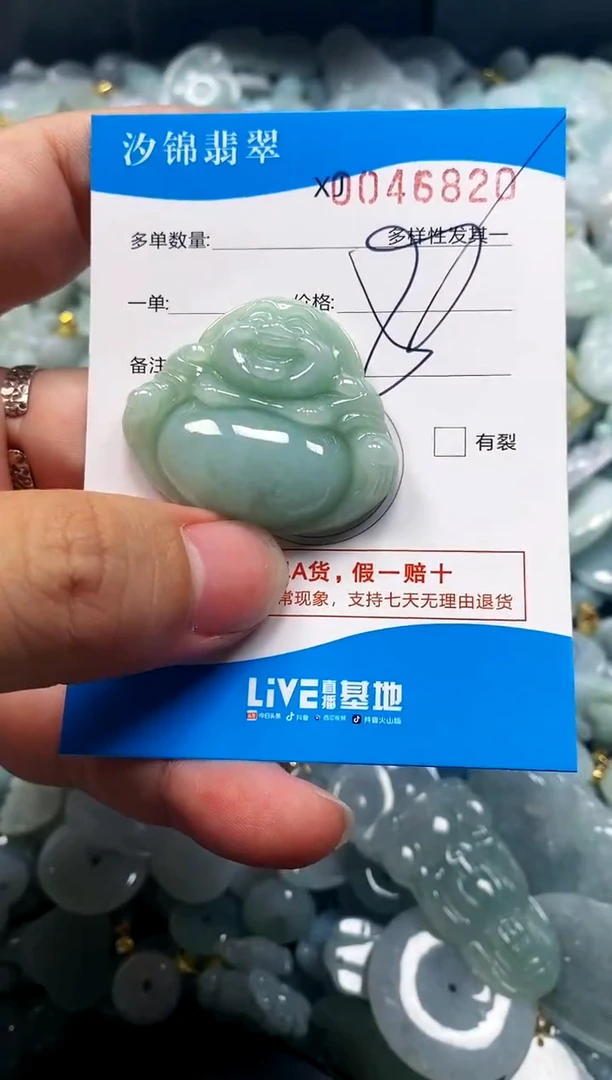 汐锦翡翠
XJ0046820
多单数量: 多样性发其一
一单: 价格:
备注
有裂
A货，假一赔十
常现象，支持七天无理由退货
LiVE直播基地
今日头条 抖音 西瓜视频 抖音火山版